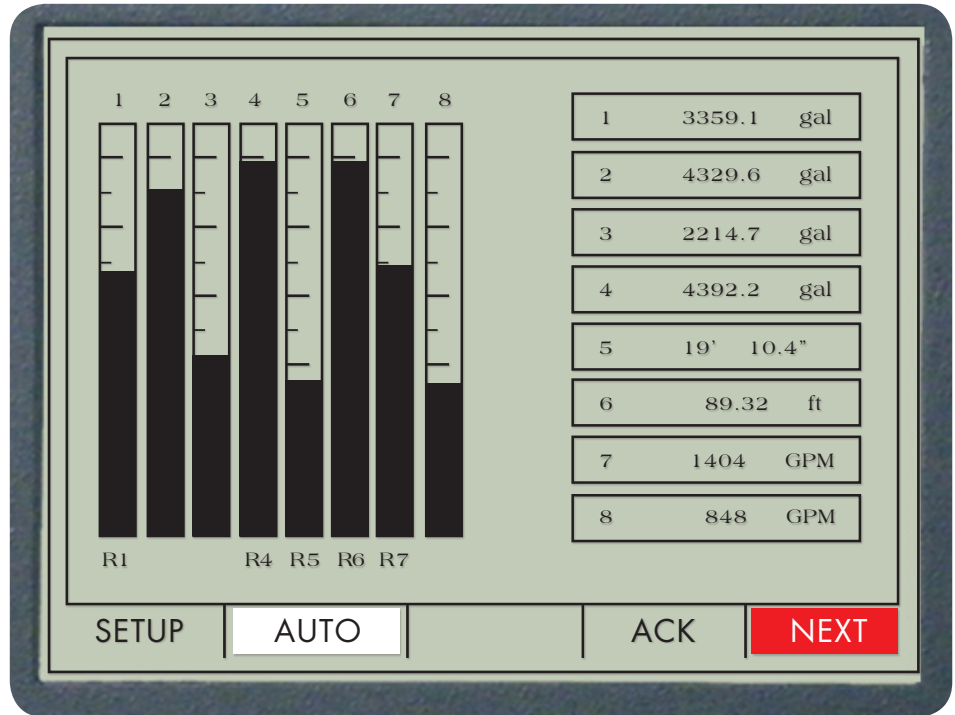 1 2 3 4 5 6 7 8
R1 R4 R5 R6 R7
1 3359.1 gal
2 4329.6 gal
3 2214.7 gal
4 4392.2 gal
5 19' 10.4”
6 89.32 ft
7 1404 GPM
8 848 GPM
SETUP AUTO ACK NEXT